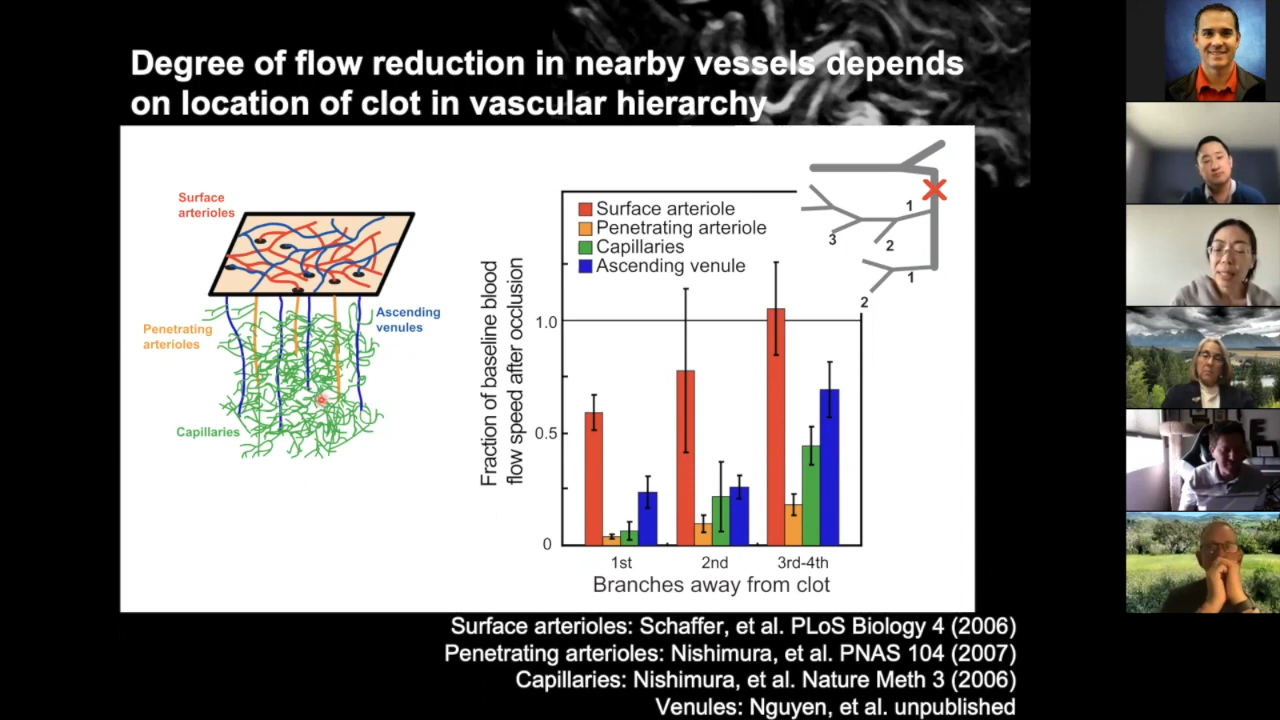 Degree of flow reduction in nearby vessels depends
on location of clot in vascular hierarchy
Surface
arterioles
Penetrating
arterioles
Ascending
venules
Capillaries
Fraction of baseline blood
flow speed after occlusion
Surface arteriole
Penetrating arteriole
Capillaries
Ascending venule
1.0
0.5
0
1st
2nd
3rd-4th
Branches away from clot
1
2
3
1
2
Surface arterioles: Schaffer, et al. PLoS Biology 4 (2006)
Penetrating arterioles: Nishimura, et al. PNAS 104 (2007)
Capillaries: Nishimura, et al. Nature Meth 3 (2006)
Venules: Nguyen, et al. unpublished